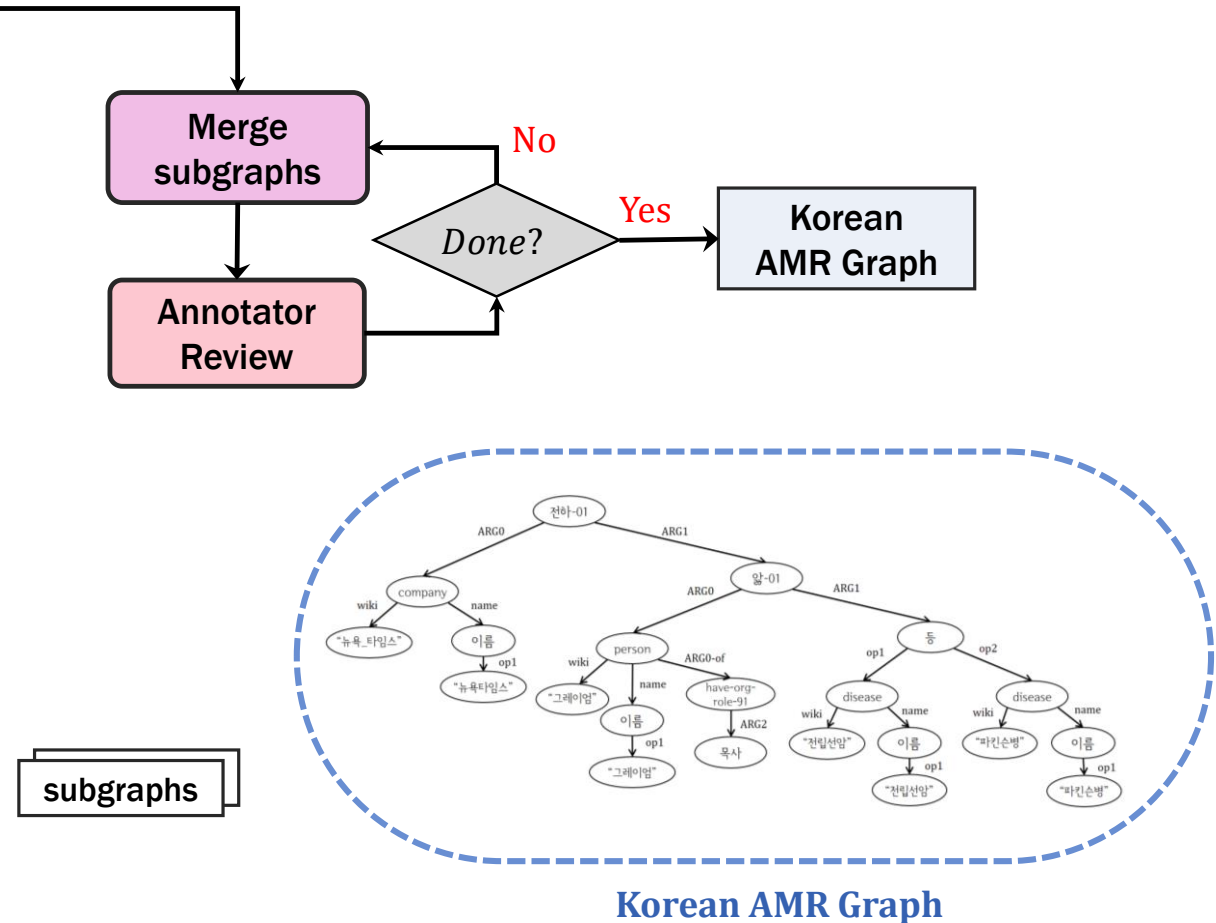 Merge
subgraphs
No
Yes
Done?
Korean
AMR Graph
Annotator
Review
전하-01
ARG0
ARG1
company
앓-01
wiki
name
ARG0
ARG1
"뉴욕_타임스"
이름
person
등
op1
wiki
ARG0-of
op1
op2
"뉴욕타임스"
"그레이엄"
name
have-org-
role-91
disease
disease
이름
ARG2
wiki
name
wiki
name
op1
목사
"전립선암"
이름
"파킨슨병"
이름
"그레이엄"
op1
op1
"전립선암"
"파킨슨병"
subgraphs
Korean AMR Graph